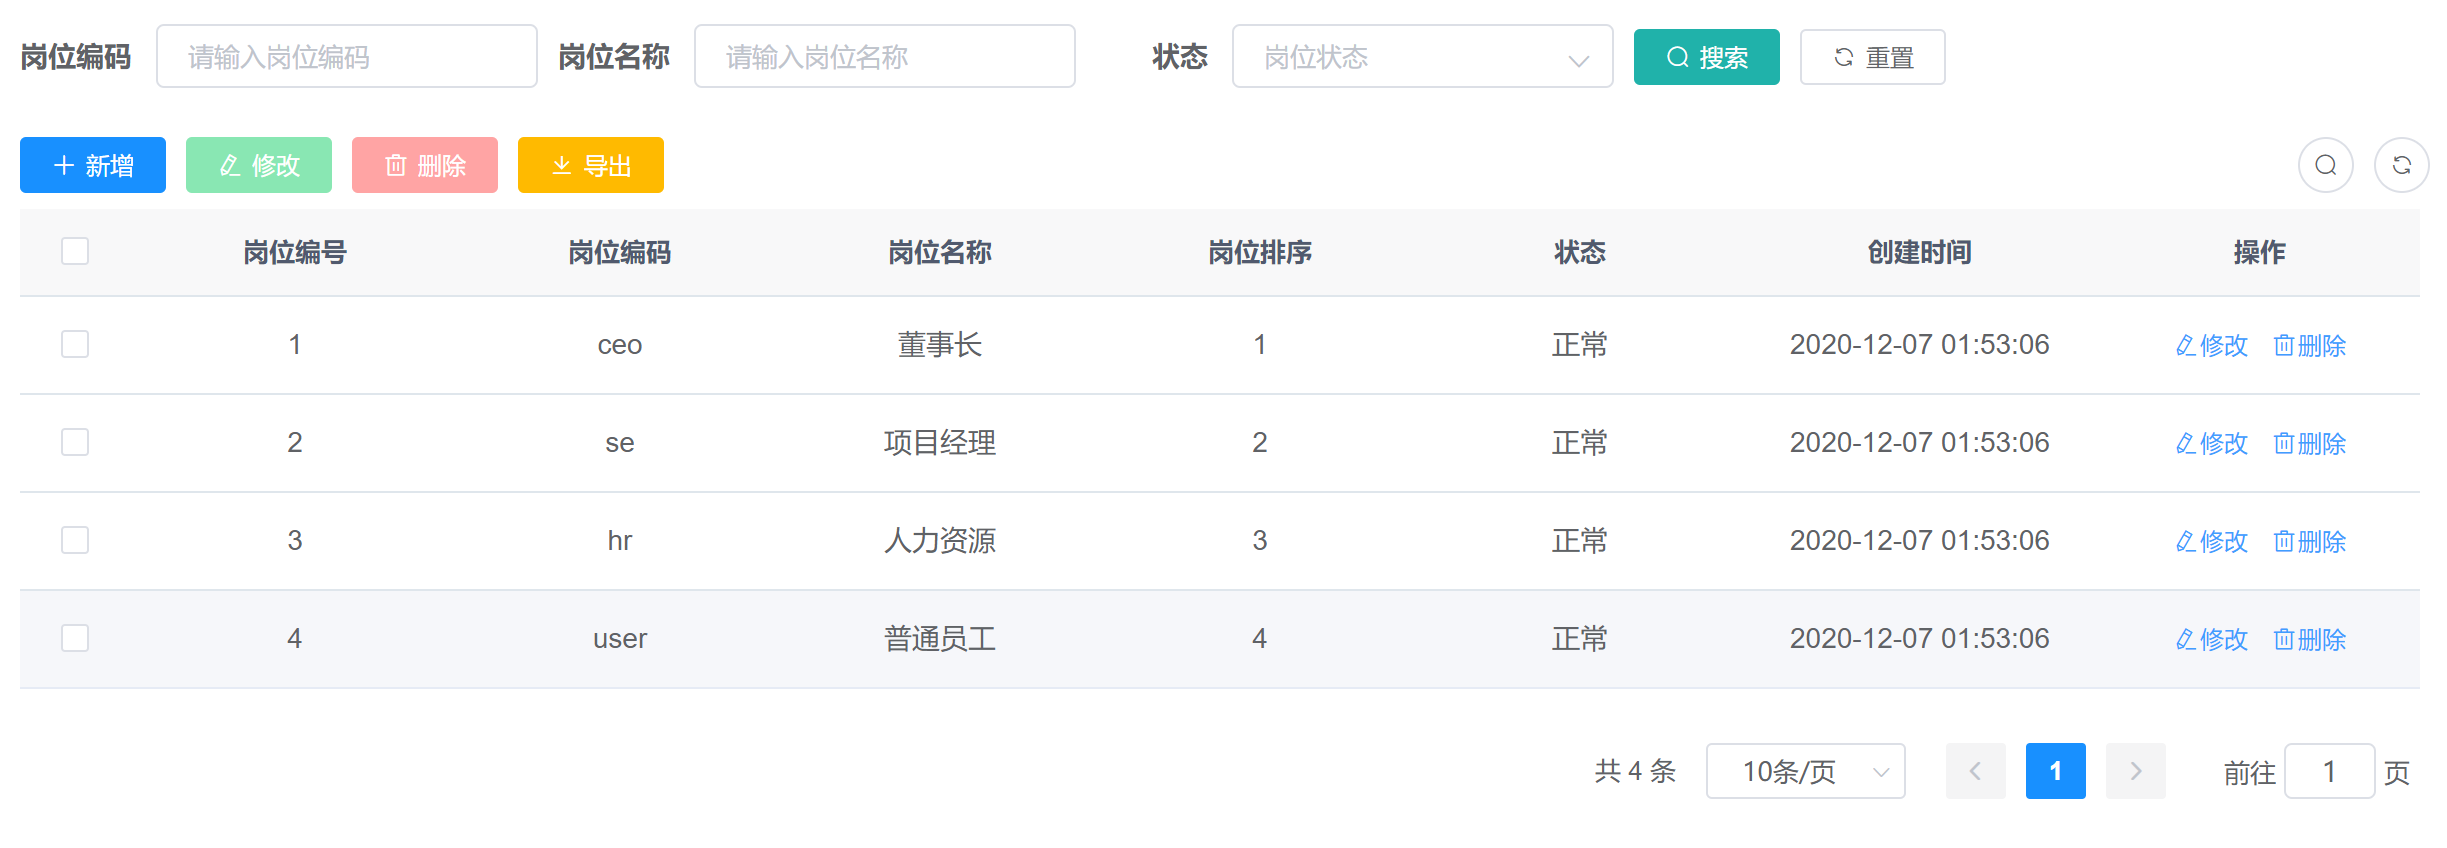 岗位编码 请输入岗位编码 岗位名称 请输入岗位名称 状态 岗位状态 搜索 重置
新增 修改 删除 导出
岗位编号 岗位编码 岗位名称 岗位排序 状态 创建时间 操作
1 ceo 董事长 1 正常 2020-12-07 01:53:06 修改 删除
2 se 项目经理 2 正常 2020-12-07 01:53:06 修改 删除
3 hr 人力资源 3 正常 2020-12-07 01:53:06 修改 删除
4 user 普通员工 4 正常 2020-12-07 01:53:06 修改 删除
共 4 条 10条/页 1 前往 1 页